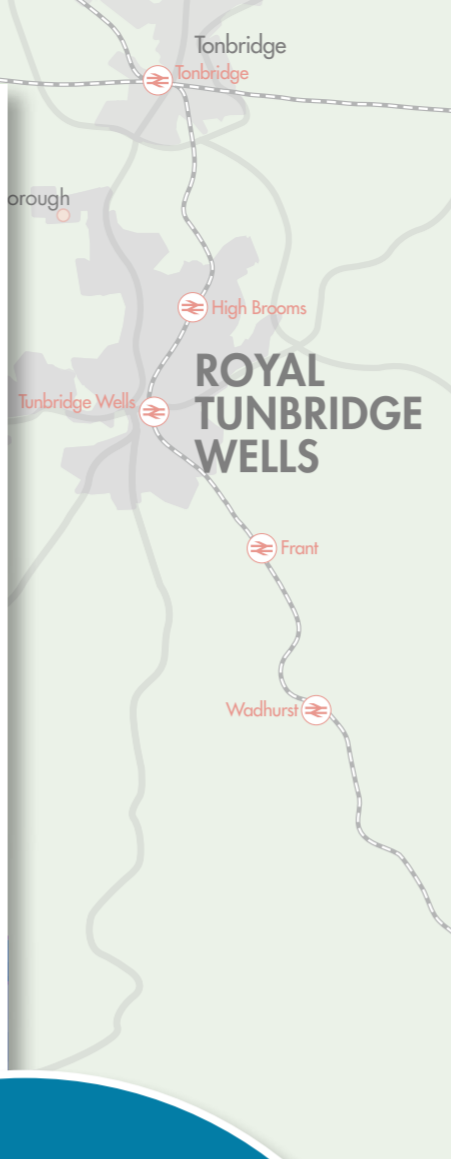 Tonbridge
Tonbridge
orough
High Brooms
ROYAL
TUNBRIDGE
WELLS
Tunbridge Wells
Frant
Wadhurst